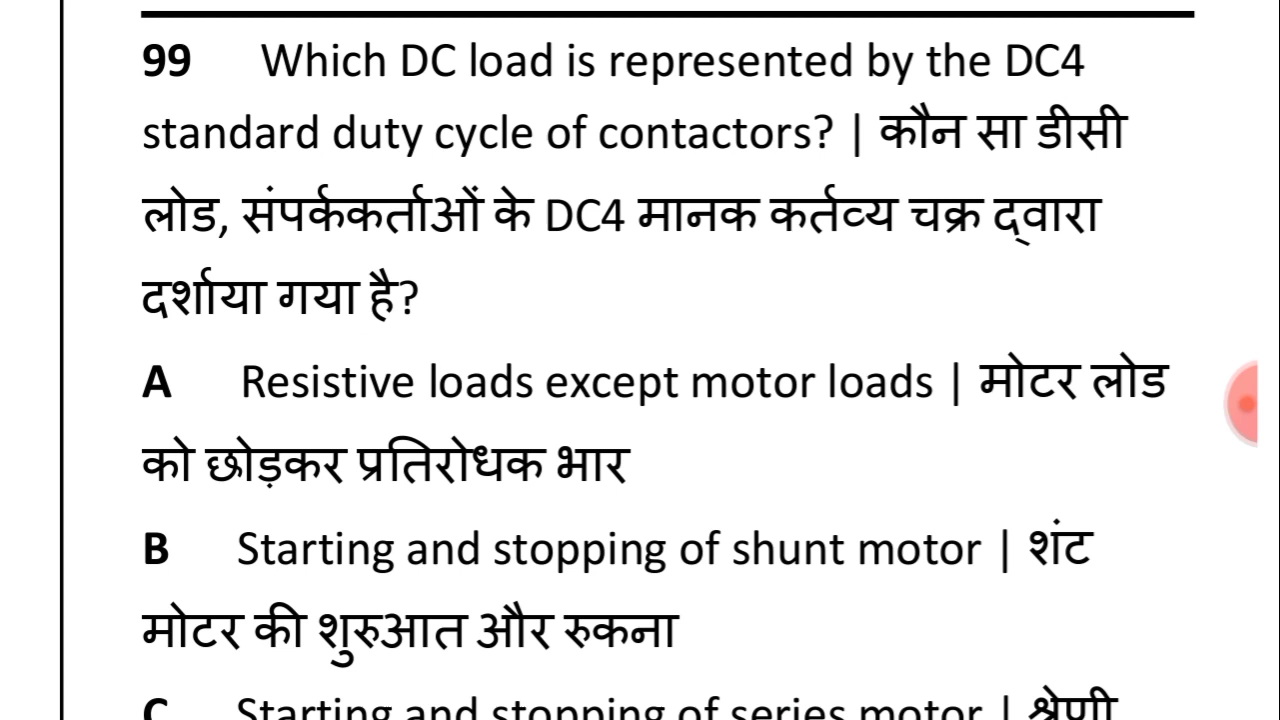 99 Which DC load is represented by the DC4
standard duty cycle of contactors? | कौन सा डीसी
लोड, संपर्ककर्ताओं के DC4 मानक कर्तव्य चक्र द्वारा
दर्शाया गया है?
A Resistive loads except motor loads | मोटर लोड
को छोड़कर प्रतिरोधक भार
B Starting and stopping of shunt motor | शंट
मोटर की शुरुआत और रुकना
C Starting and stopping of series motor | श्रेणी